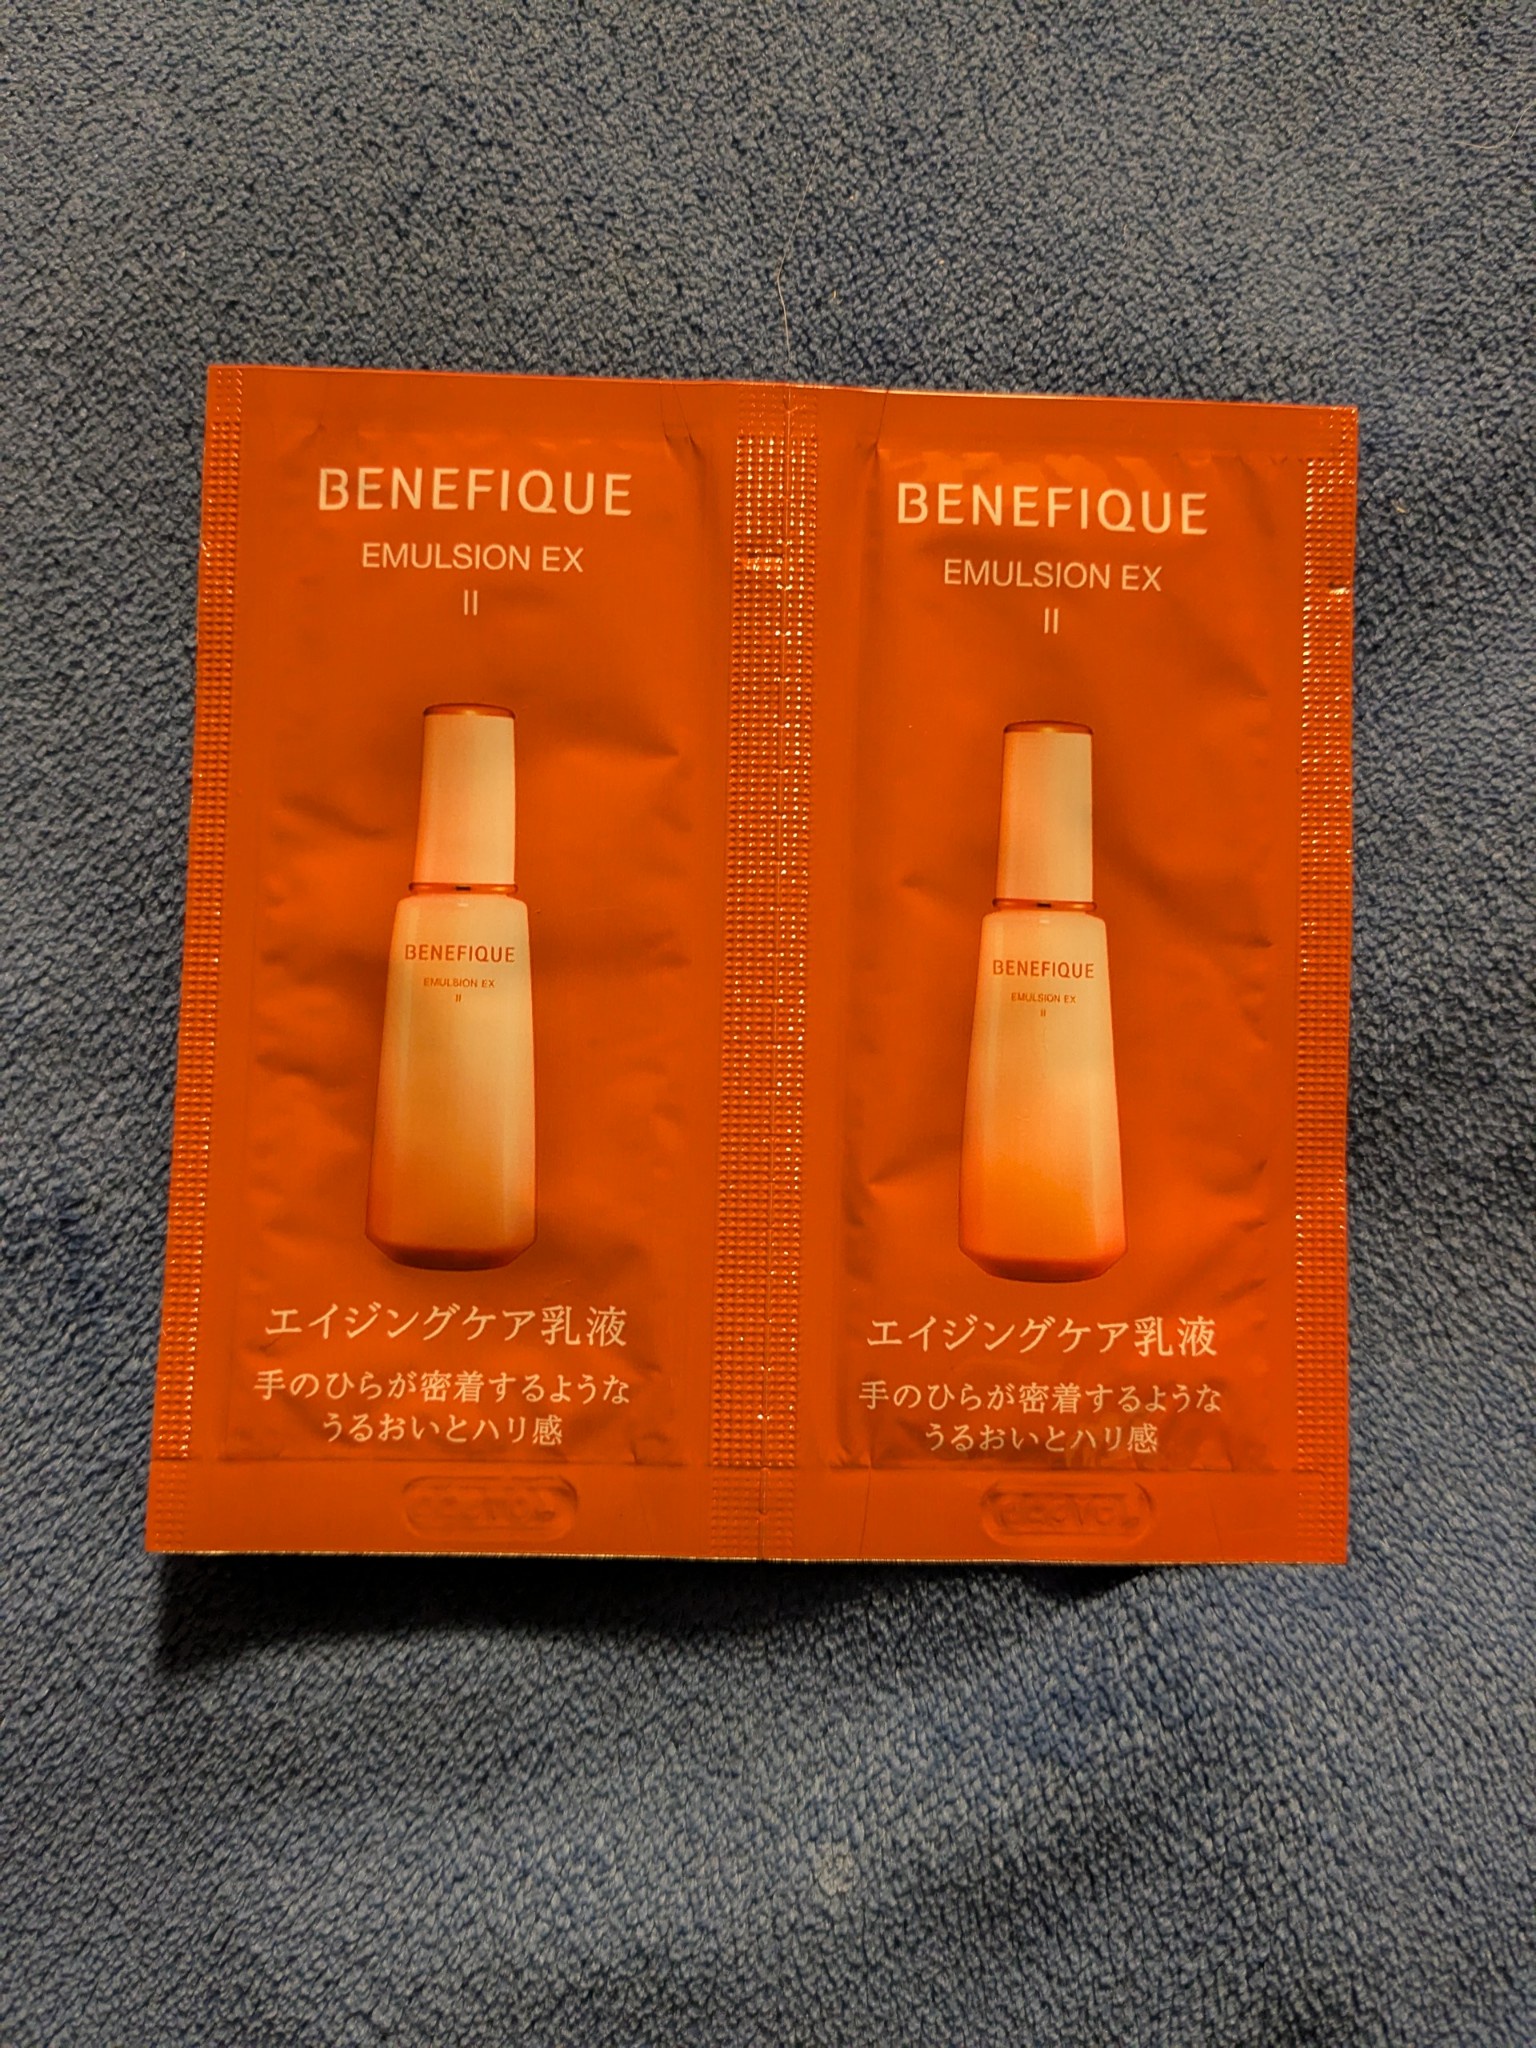 BENEFIQUE
EMULSION EX
II
BENEFIQUE
EMULSION EX
II
エイジングケア乳液
手のひらが密着するような
うるおいとハリ感
BENEFIQUE
EMULSION EX
II
BENEFIQUE
EMULSION EX
II
エイジングケア乳液
手のひらが密着するような
うるおいとハリ感